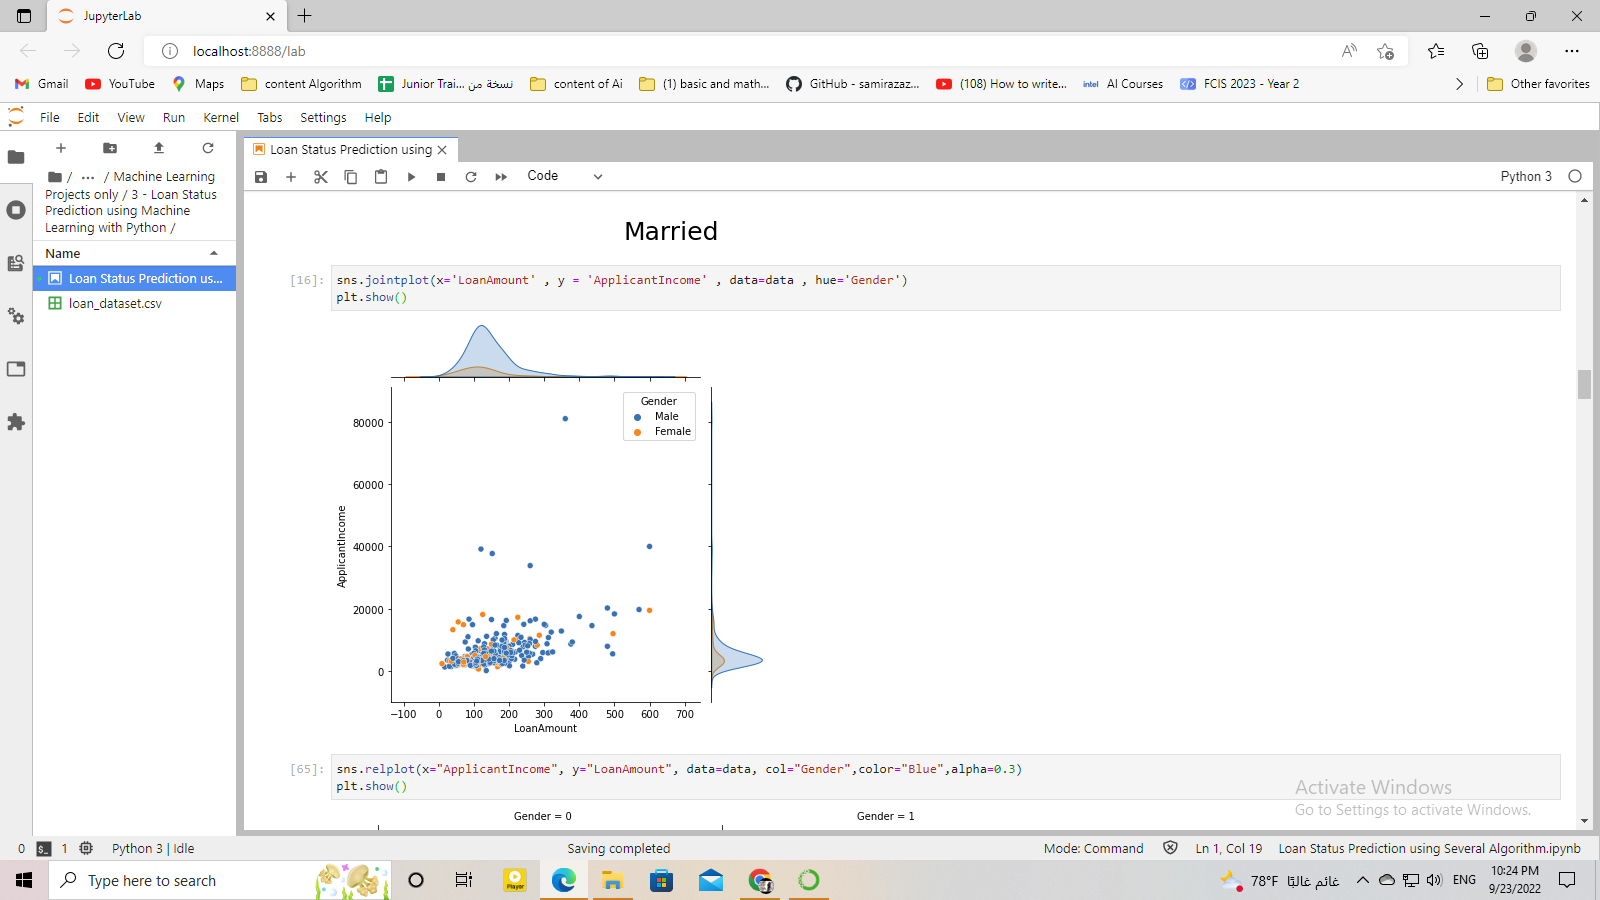 JupyterLab
localhost:8888/lab
Gmail YouTube Maps content Algorithm Junior Trai... نسخة من content of Ai (1) basic and math... GitHub - samirazaz... (108) How to write... intel AI Courses FCIS 2023 - Year 2 Other favorites
File Edit View Run Kernel Tabs Settings Help
Loan Status Prediction using
/ ... / Machine Learning
Projects only / 3 - Loan Status
Prediction using Machine
Learning with Python /
Code
Python 3
Name
Loan Status Prediction us...
loan_dataset.csv
Married
[16]: sns.jointplot(x='LoanAmount' , y = 'ApplicantIncome' , data=data , hue='Gender')
plt.show()
Gender
Male
Female
80000
60000
40000
20000
0
ApplicantIncome
−100 0 100 200 300 400 500 600 700
LoanAmount
[65]: sns.relplot(x="ApplicantIncome", y="LoanAmount", data=data, col="Gender",color="Blue",alpha=0.3)
plt.show()
Gender = 0 Gender = 1
Activate Windows
Go to Settings to activate Windows.
0 $_ 1 Python 3 | Idle Saving completed Mode: Command Ln 1, Col 19 Loan Status Prediction using Several Algorithm.ipynb
Type here to search Player 78°F غائم غالبًا ENG 10:24 PM
9/23/2022